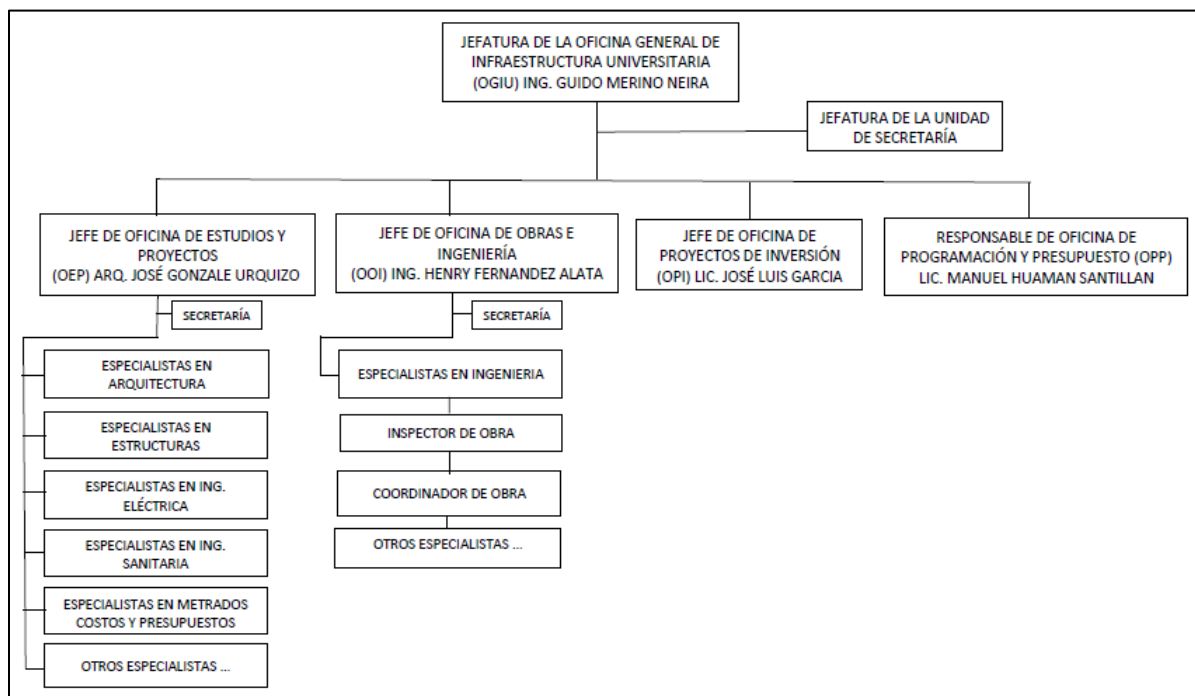 JEFATURA DE LA OFICINA GENERAL DE
INFRAESTRUCTURA UNIVERSITARIA
(OGIU) ING. GUIDO MERINO NEIRA
JEFATURA DE LA UNIDAD
DE SECRETARÍA
JEFE DE OFICINA DE ESTUDIOS Y
PROYECTOS
(OEP) ARQ. JOSÉ GONZALE URQUIZO
JEFE DE OFICINA DE OBRAS E
INGENIERÍA
(OOI) ING. HENRY FERNANDEZ ALATA
JEFE DE OFICINA DE
PROYECTOS DE INVERSIÓN
(OPI) LIC. JOSÉ LUIS GARCIA
RESPONSABLE DE OFICINA DE
PROGRAMACIÓN Y PRESUPUESTO (OPP)
LIC. MANUEL HUAMAN SANTILLAN
SECRETARÍA
ESPECIALISTAS EN
ARQUITECTURA
ESPECIALISTAS EN
ESTRUCTURAS
ESPECIALISTAS EN ING.
ELÉCTRICA
ESPECIALISTAS EN ING.
SANITARIA
ESPECIALISTAS EN METRADOS
COSTOS Y PRESUPUESTOS
OTROS ESPECIALISTAS ...
SECRETARÍA
ESPECIALISTAS EN INGENIERIA
INSPECTOR DE OBRA
COORDINADOR DE OBRA
OTROS ESPECIALISTAS ...